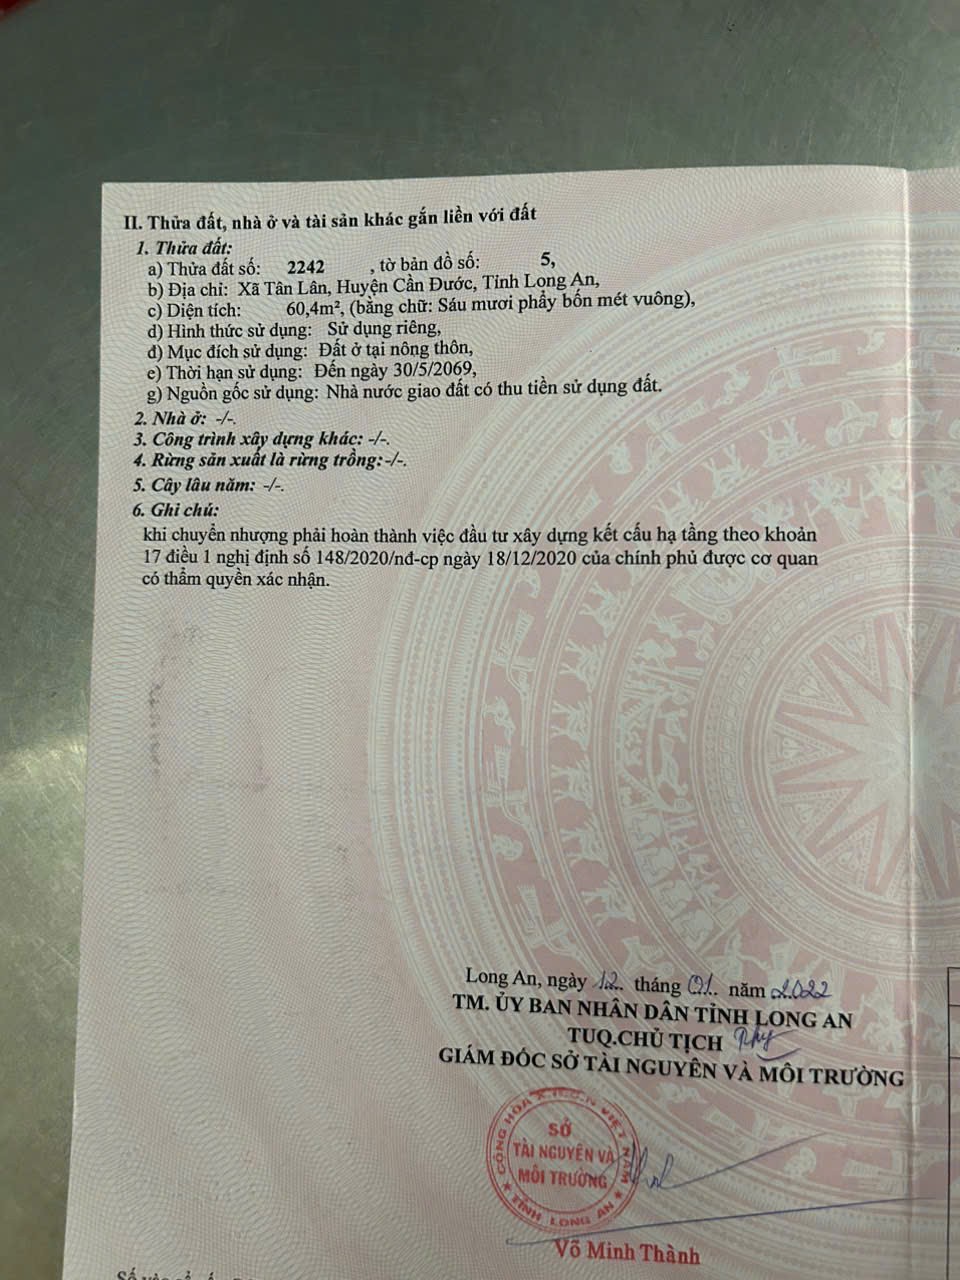 II. Thửa đất, nhà ở và tài sản khác gắn liền với đất
1. Thửa đất:
a) Thửa đất số: 2242 , tờ bản đồ số: 5,
b) Địa chỉ: Xã Tân Lân, Huyện Cần Đước, Tỉnh Long An,
c) Diện tích: 60,4m², (bằng chữ: Sáu mươi phẩy bốn mét vuông),
d) Hình thức sử dụng: Sử dụng riêng,
đ) Mục đích sử dụng: Đất ở tại nông thôn,
e) Thời hạn sử dụng: Đến ngày 30/5/2069,
g) Nguồn gốc sử dụng: Nhà nước giao đất có thu tiền sử dụng đất.
2. Nhà ở: -/-.
3. Công trình xây dựng khác: -/-.
4. Rừng sản xuất là rừng trồng: -/-.
5. Cây lâu năm: -/-.
6. Ghi chú:
khi chuyển nhượng phải hoàn thành việc đầu tư xây dựng kết cấu hạ tầng theo khoản
17 điều 1 nghị định số 148/2020/nđ-cp ngày 18/12/2020 của chính phủ được cơ quan
có thẩm quyền xác nhận.
Long An, ngày 12 tháng 01 năm 2022
TM. ỦY BAN NHÂN DÂN TỈNH LONG AN
TUQ.CHỦ TỊCH
GIÁM ĐỐC SỞ TÀI NGUYÊN VÀ MÔI TRƯỜNG
CỘNG HÒA X.H.C.N VIỆT NAM
SỞ
TÀI NGUYÊN VÀ
MÔI TRƯỜNG
TỈNH LONG AN
Võ Minh Thành